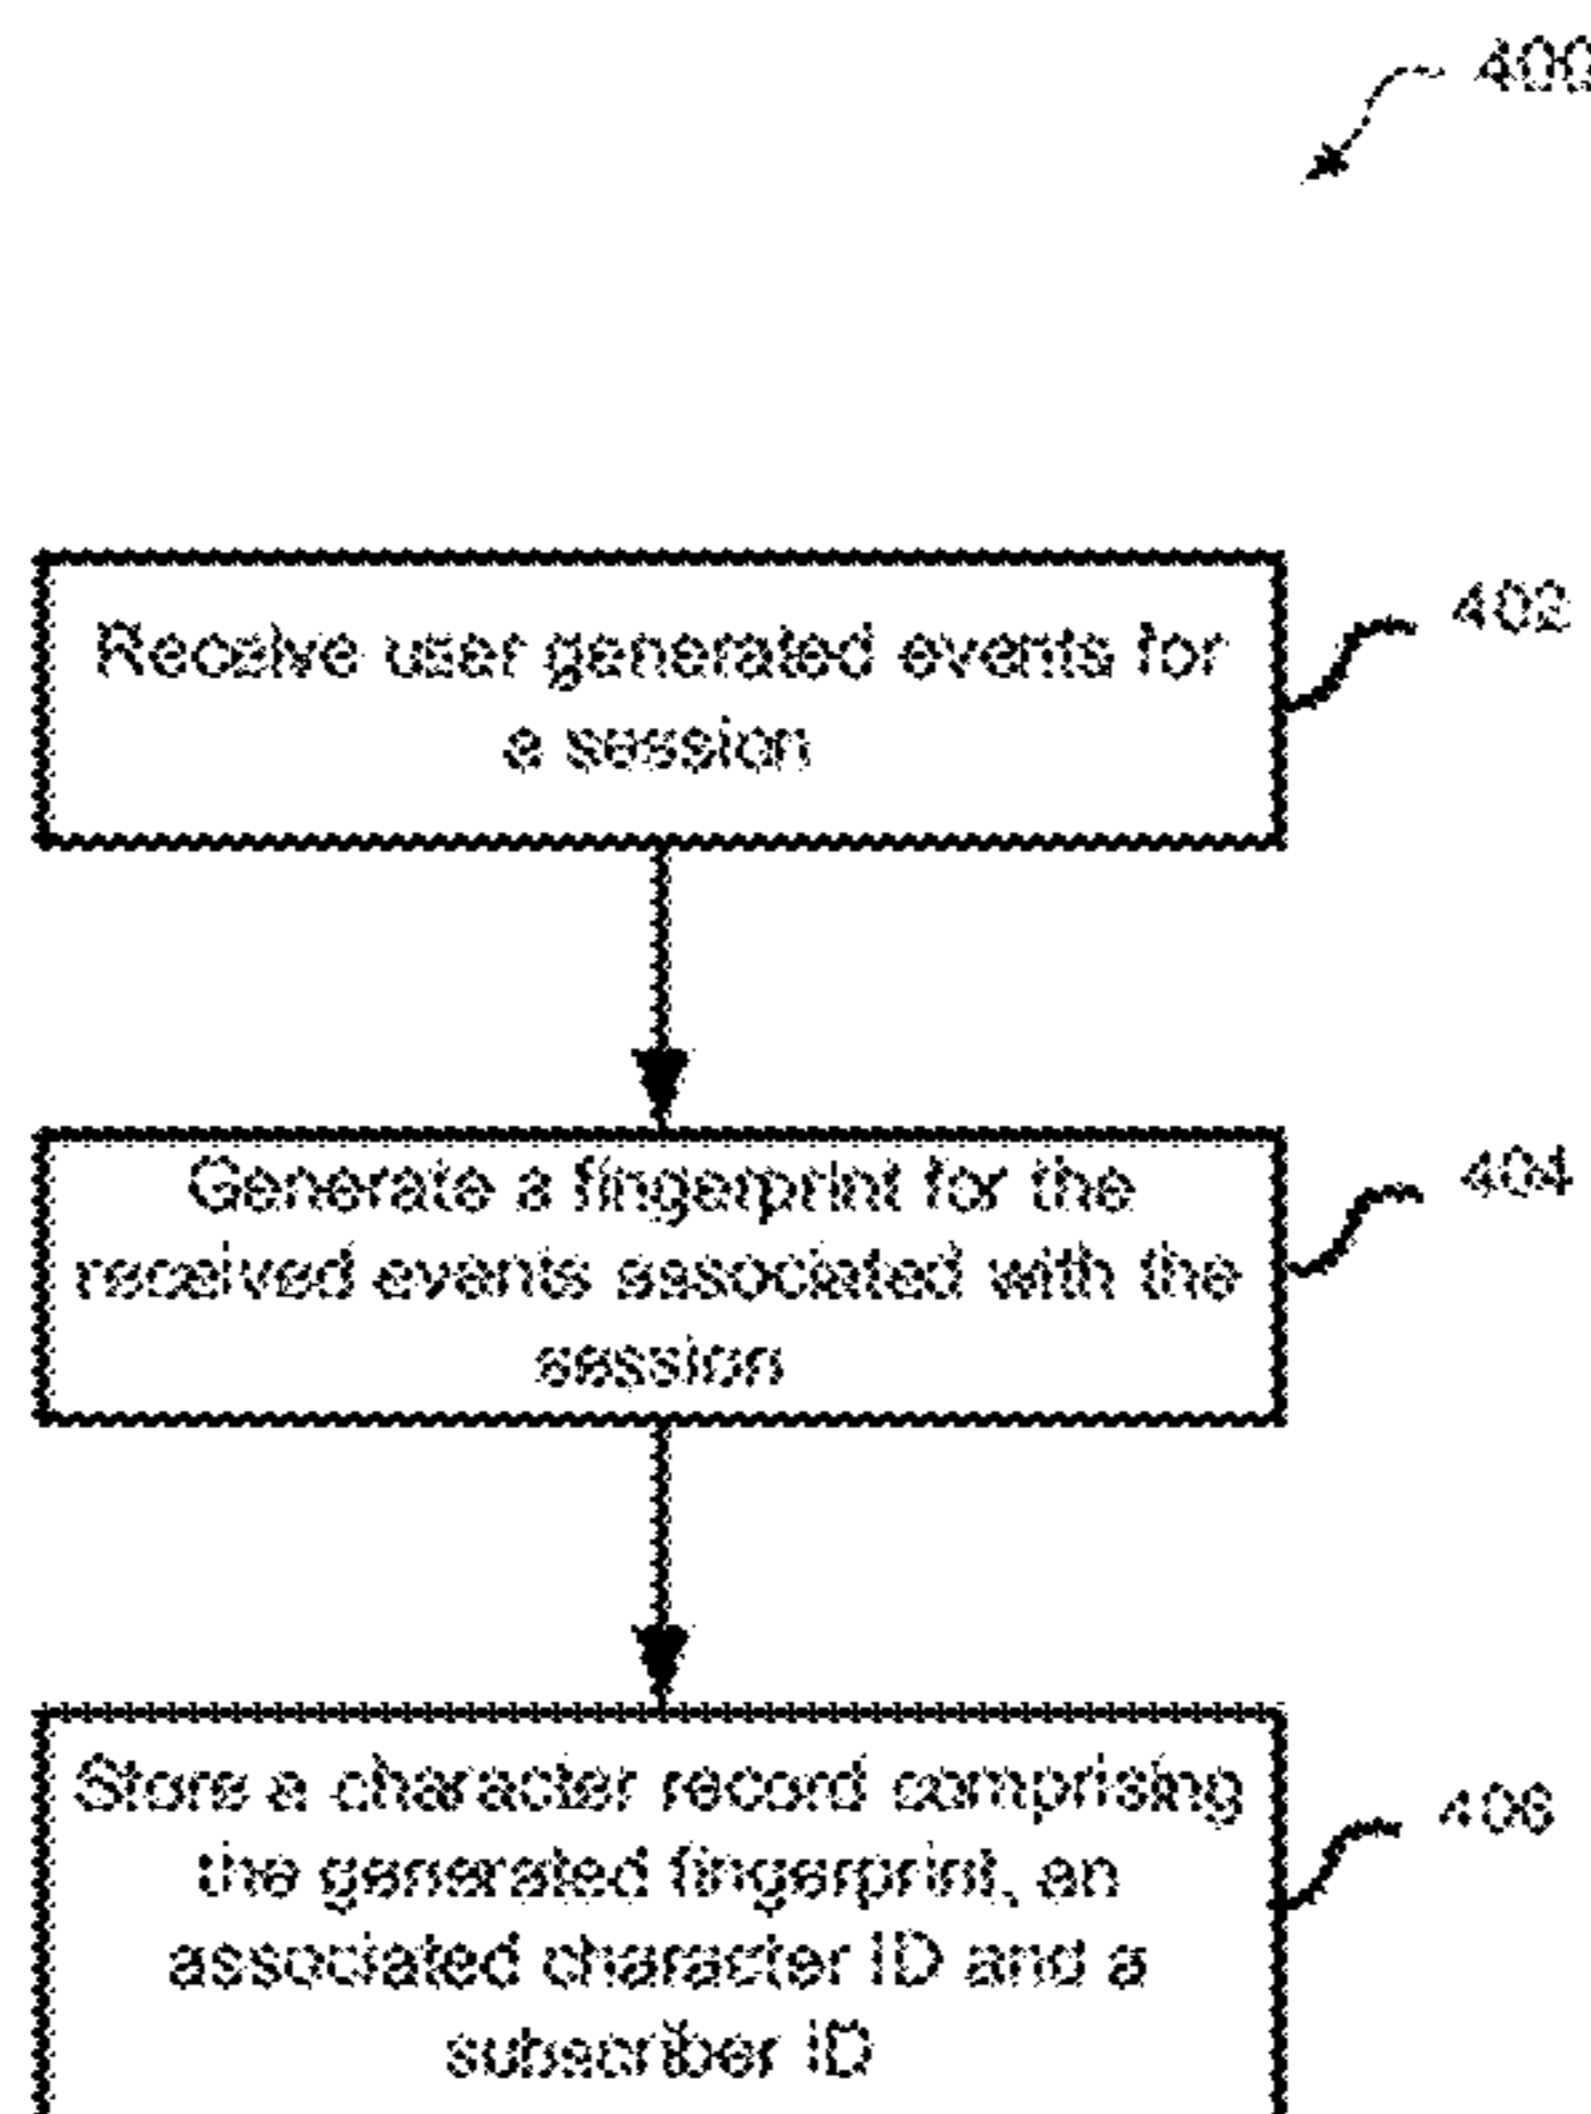 400
Receive user generated events for
a session
402
Generate a fingerprint for the
received events associated with the
session
404
Store a character record comprising
the generated fingerprint, an
associated character ID and a
subscriber ID
406